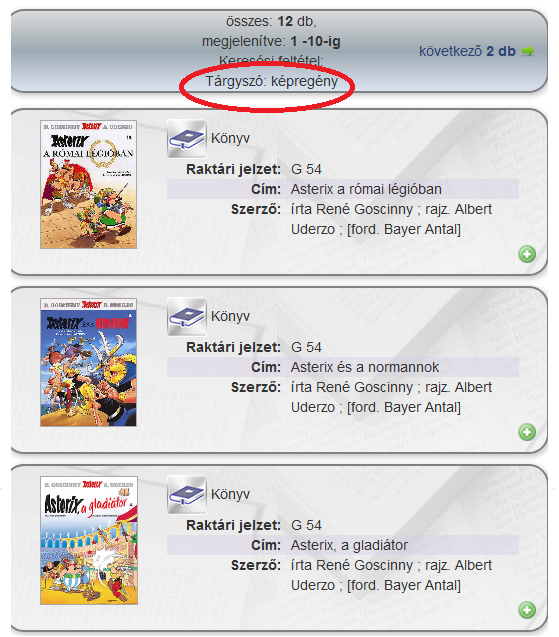 összes: 12 db,
megjelenítve: 1 -10-ig
Keresési feltétel:
Tárgyszó: képregény
következő 2 db
R. GOSCINNY Asterix A. UDERZO
Asterix
A RÓMAI LÉGIÓBAN
Könyv
Raktári jelzet: G 54
Cím: Asterix a római légióban
Szerző: írta René Goscinny ; rajz. Albert
Uderzo ; [ford. Bayer Antal]
R. GOSCINNY Asterix A. UDERZO
Asterix ÉS A
Könyv
Raktári jelzet: G 54
Cím: Asterix és a normannok
Szerző: írta René Goscinny ; rajz. Albert
Uderzo ; [ford. Bayer Antal]
R. GOSCINNY Asterix A. UDERZO
Asterix, a gladiátor
Könyv
Raktári jelzet: G 54
Cím: Asterix, a gladiátor
Szerző: írta René Goscinny ; rajz. Albert
Uderzo ; [ford. Bayer Antal]